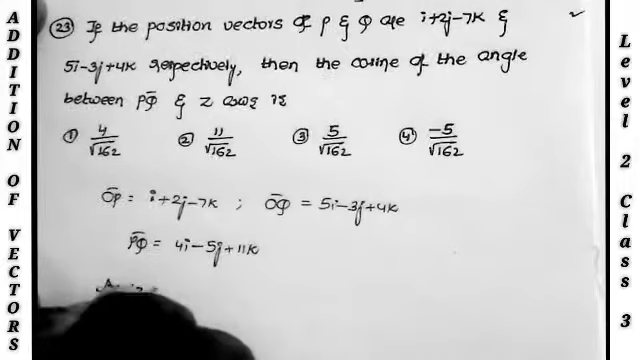 ADDITION OF VECTORS
(23) If the position vectors of P & Q are i+2j-7k &
5i-3j+4k respectively, then the cosine of the angle
between PQ̄ & z axis is
① 4/√162 ② 11/√162 ③ 5/√162 ④ -5/√162
OP̄ = i+2j-7k ; OQ̄ = 5i-3j+4k
PQ̄ = 4i-5j+11k
Level 2 Class 3